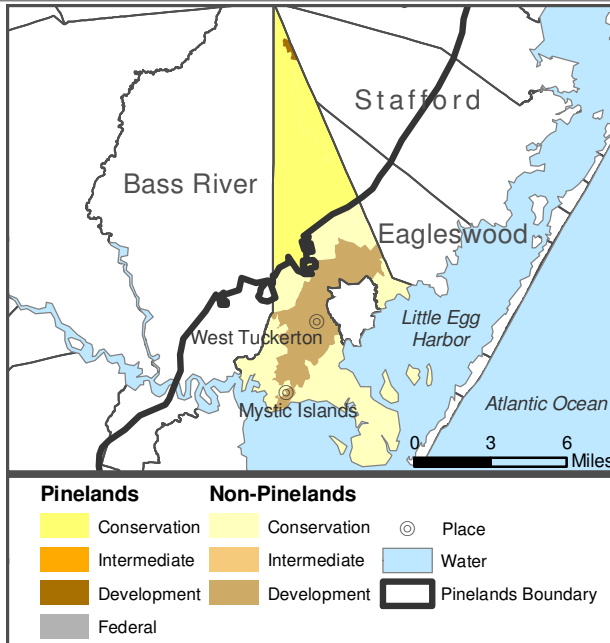 Stafford
Bass River
Eagleswood
West Tuckerton
Little Egg
Harbor
Mystic Islands
Atlantic Ocean
0 3 6
Miles
Pinelands Non-Pinelands
Conservation Conservation Place
Intermediate Intermediate Water
Development Development Pinelands Boundary
Federal